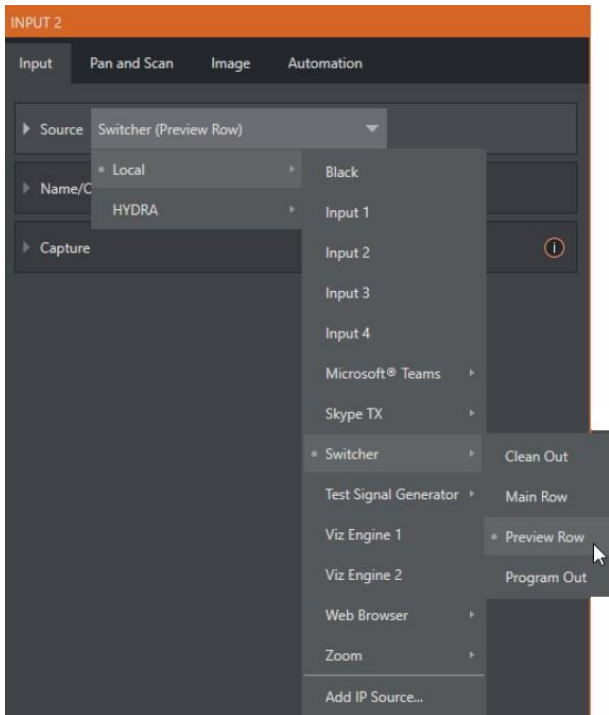 INPUT 2
Input Pan and Scan Image Automation
Source Switcher (Preview Row)
Local
Name/C
HYDRA
Capture
Black
Input 1
Input 2
Input 3
Input 4
Microsoft® Teams
Skype TX
Switcher
Test Signal Generator
Viz Engine 1
Viz Engine 2
Web Browser
Zoom
Add IP Source...
Clean Out
Main Row
Preview Row
Program Out